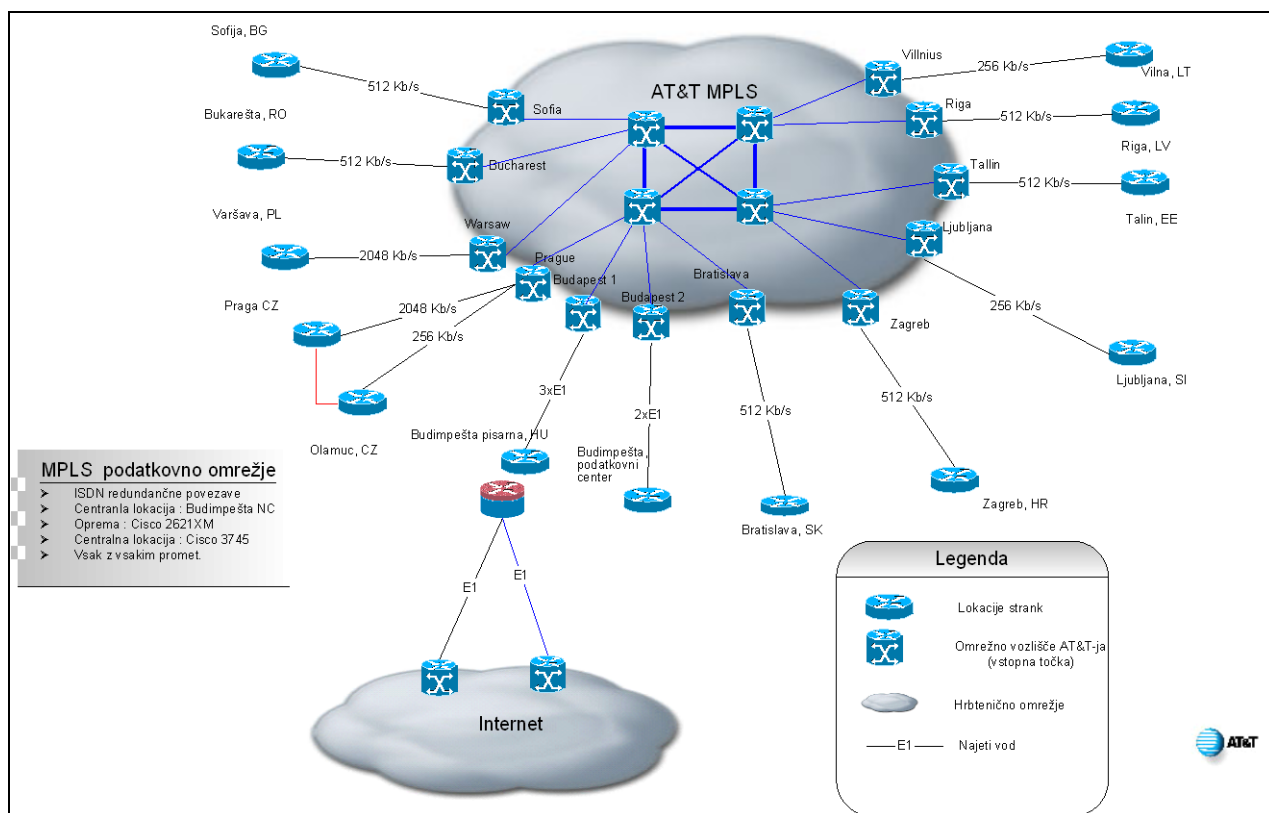 Sofija, BG
512 Kb/s
Sofia
Bukarešta, RO
512 Kb/s
Bucharest
Varšava, PL
2048 Kb/s
Warsaw
Praga CZ
2048 Kb/s
Prague
256 Kb/s
Olamuc, CZ
AT&T MPLS
Villnius
256 Kb/s
Vilna, LT
Riga
512 Kb/s
Riga, LV
Tallin
512 Kb/s
Talin, EE
Ljubljana
256 Kb/s
Ljubljana, SI
Budapest 1
3xE1
Budimpešta pisarna, HU
Budapest 2
2xE1
Budimpešta,
podatkovni
center
Bratislava
512 Kb/s
Bratislava, SK
Zagreb
512 Kb/s
Zagreb, HR
MPLS podatkovno omrežje
➤ ISDN redundančne povezave
➤ Centranla lokacija : Budimpešta NC
➤ Oprema : Cisco 2621XM
➤ Centralna lokacija : Cisco 3745
➤ Vsak z vsakim promet.
E1
E1
Internet
Legenda
Lokacije strank
Omrežno vozlišče AT&T-ja
(vstopna točka)
Hrbtenično omrežje
E1
Najeti vod
AT&T